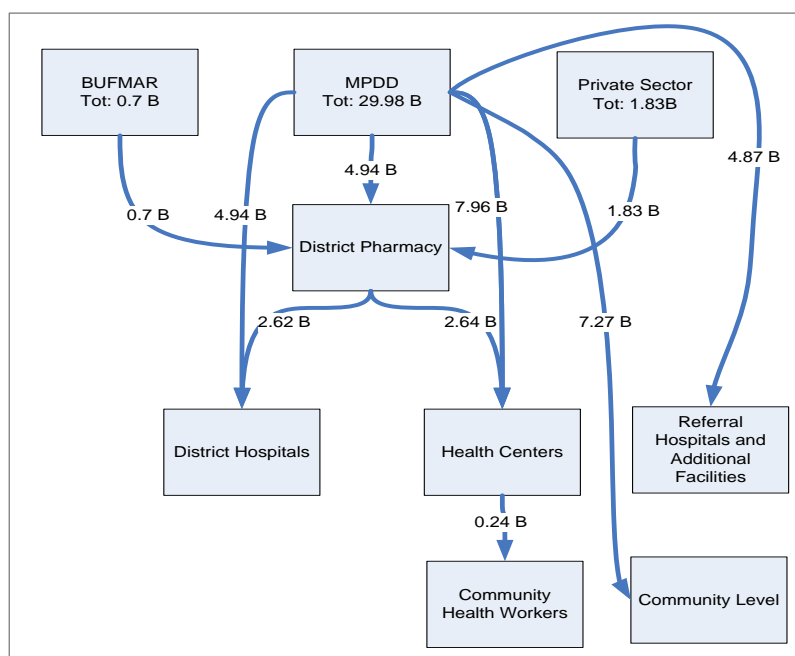 BUFMAR
Tot: 0.7 B
MPDD
Tot: 29.98 B
Private Sector
Tot: 1.83B
4.87 B
4.94 B
0.7 B
4.94 B
7.96 B
1.83 B
District Pharmacy
2.62 B
2.64 B
7.27 B
District Hospitals
Health Centers
Referral
Hospitals and
Additional
Facilities
0.24 B
Community
Health Workers
Community Level